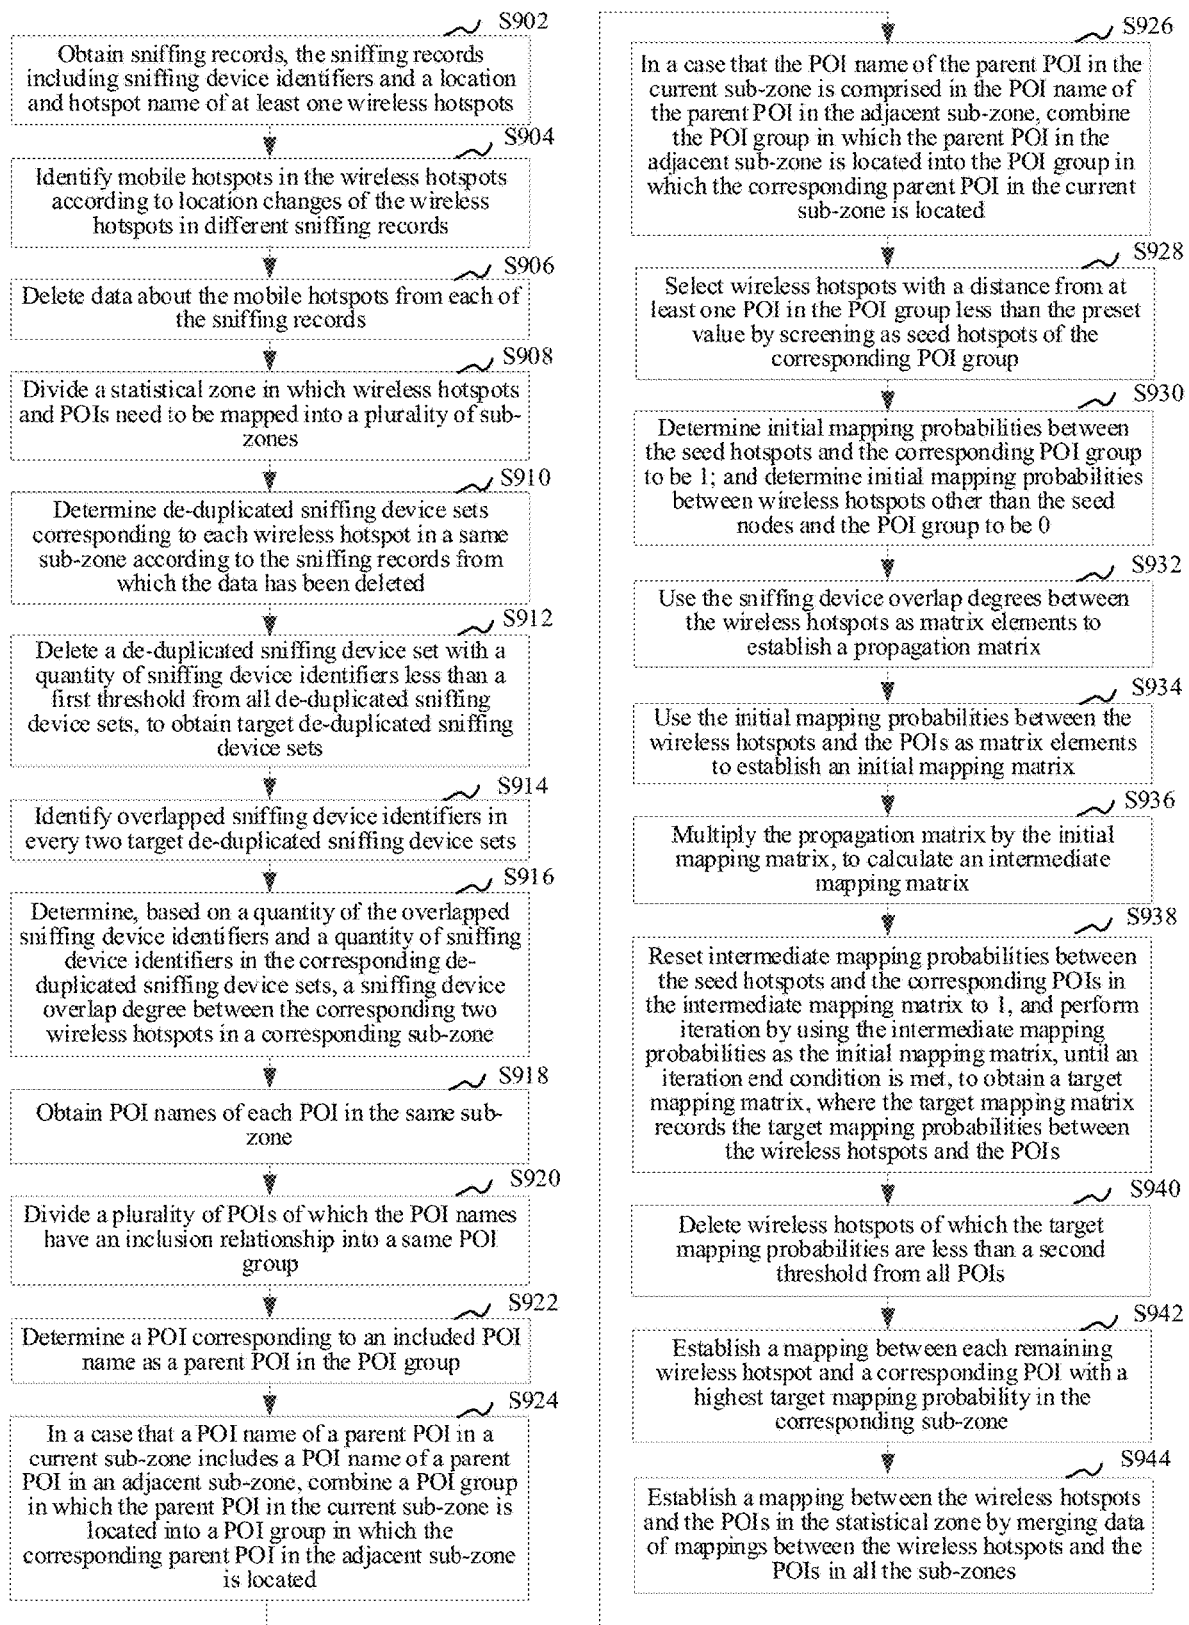 S902
Obtain sniffing records, the sniffing records
including sniffing device identifiers and a location
and hotspot name of at least one wireless hotspots
S904
Identify mobile hotspots in the wireless hotspots
according to location changes of the wireless
hotspots in different sniffing records
S906
Delete data about the mobile hotspots from each of
the sniffing records
S908
Divide a statistical zone in which wireless hotspots
and POIs need to be mapped into a plurality of sub-
zones
S910
Determine de-duplicated sniffing device sets
corresponding to each wireless hotspot in a same
sub-zone according to the sniffing records from
which the data has been deleted
S912
Delete a de-duplicated sniffing device set with a
quantity of sniffing device identifiers less than a
first threshold from all de-duplicated sniffing
device sets, to obtain target de-duplicated sniffing
device sets
S914
Identify overlapped sniffing device identifiers in
every two target de-duplicated sniffing device sets
S916
Determine, based on a quantity of the overlapped
sniffing device identifiers and a quantity of sniffing
device identifiers in the corresponding de-
duplicated sniffing device sets, a sniffing device
overlap degree between the corresponding two
wireless hotspots in a corresponding sub-zone
S918
Obtain POI names of each POI in the same sub-
zone
S920
Divide a plurality of POIs of which the POI names
have an inclusion relationship into a same POI
group
S922
Determine a POI corresponding to an included POI
name as a parent POI in the POI group
S924
In a case that a POI name of a parent POI in a
current sub-zone includes a POI name of a parent
POI in an adjacent sub-zone, combine a POI group
in which the parent POI in the current sub-zone is
located into a POI group in which the
corresponding parent POI in the adjacent sub-zone
is located
S926
In a case that the POI name of the parent POI in the
current sub-zone is comprised in the POI name of
the parent POI in the adjacent sub-zone, combine
the POI group in which the parent POI in the
adjacent sub-zone is located into the POI group in
which the corresponding parent POI in the current
sub-zone is located
S928
Select wireless hotspots with a distance from at
least one POI in the POI group less than the preset
value by screening as seed hotspots of the
corresponding POI group
S930
Determine initial mapping probabilities between
the seed hotspots and the corresponding POI group
to be 1; and determine initial mapping probabilities
between wireless hotspots other than the seed
nodes and the POI group to be 0
S932
Use the sniffing device overlap degrees between
the wireless hotspots as matrix elements to
establish a propagation matrix
S934
Use the initial mapping probabilities between the
wireless hotspots and the POIs as matrix elements
to establish an initial mapping matrix
S936
Multiply the propagation matrix by the initial
mapping matrix, to calculate an intermediate
mapping matrix
S938
Reset intermediate mapping probabilities between
the seed hotspots and the corresponding POIs in
the intermediate mapping matrix to 1, and perform
iteration by using the intermediate mapping
probabilities as the initial mapping matrix, until an
iteration end condition is met, to obtain a target
mapping matrix, where the target mapping matrix
records the target mapping probabilities between
the wireless hotspots and the POIs
S940
Delete wireless hotspots of which the target
mapping probabilities are less than a second
threshold from all POIs
S942
Establish a mapping between each remaining
wireless hotspot and a corresponding POI with a
highest target mapping probability in the
corresponding sub-zone
S944
Establish a mapping between the wireless hotspots
and the POIs in the statistical zone by merging data
of mappings between the wireless hotspots and the
POIs in all the sub-zones